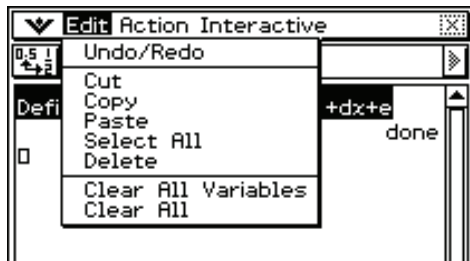 Edit Action Interactive
Undo/Redo
Cut
Defi Copy +dx+e
Paste
Select All done
Delete
Clear All Variables
Clear All